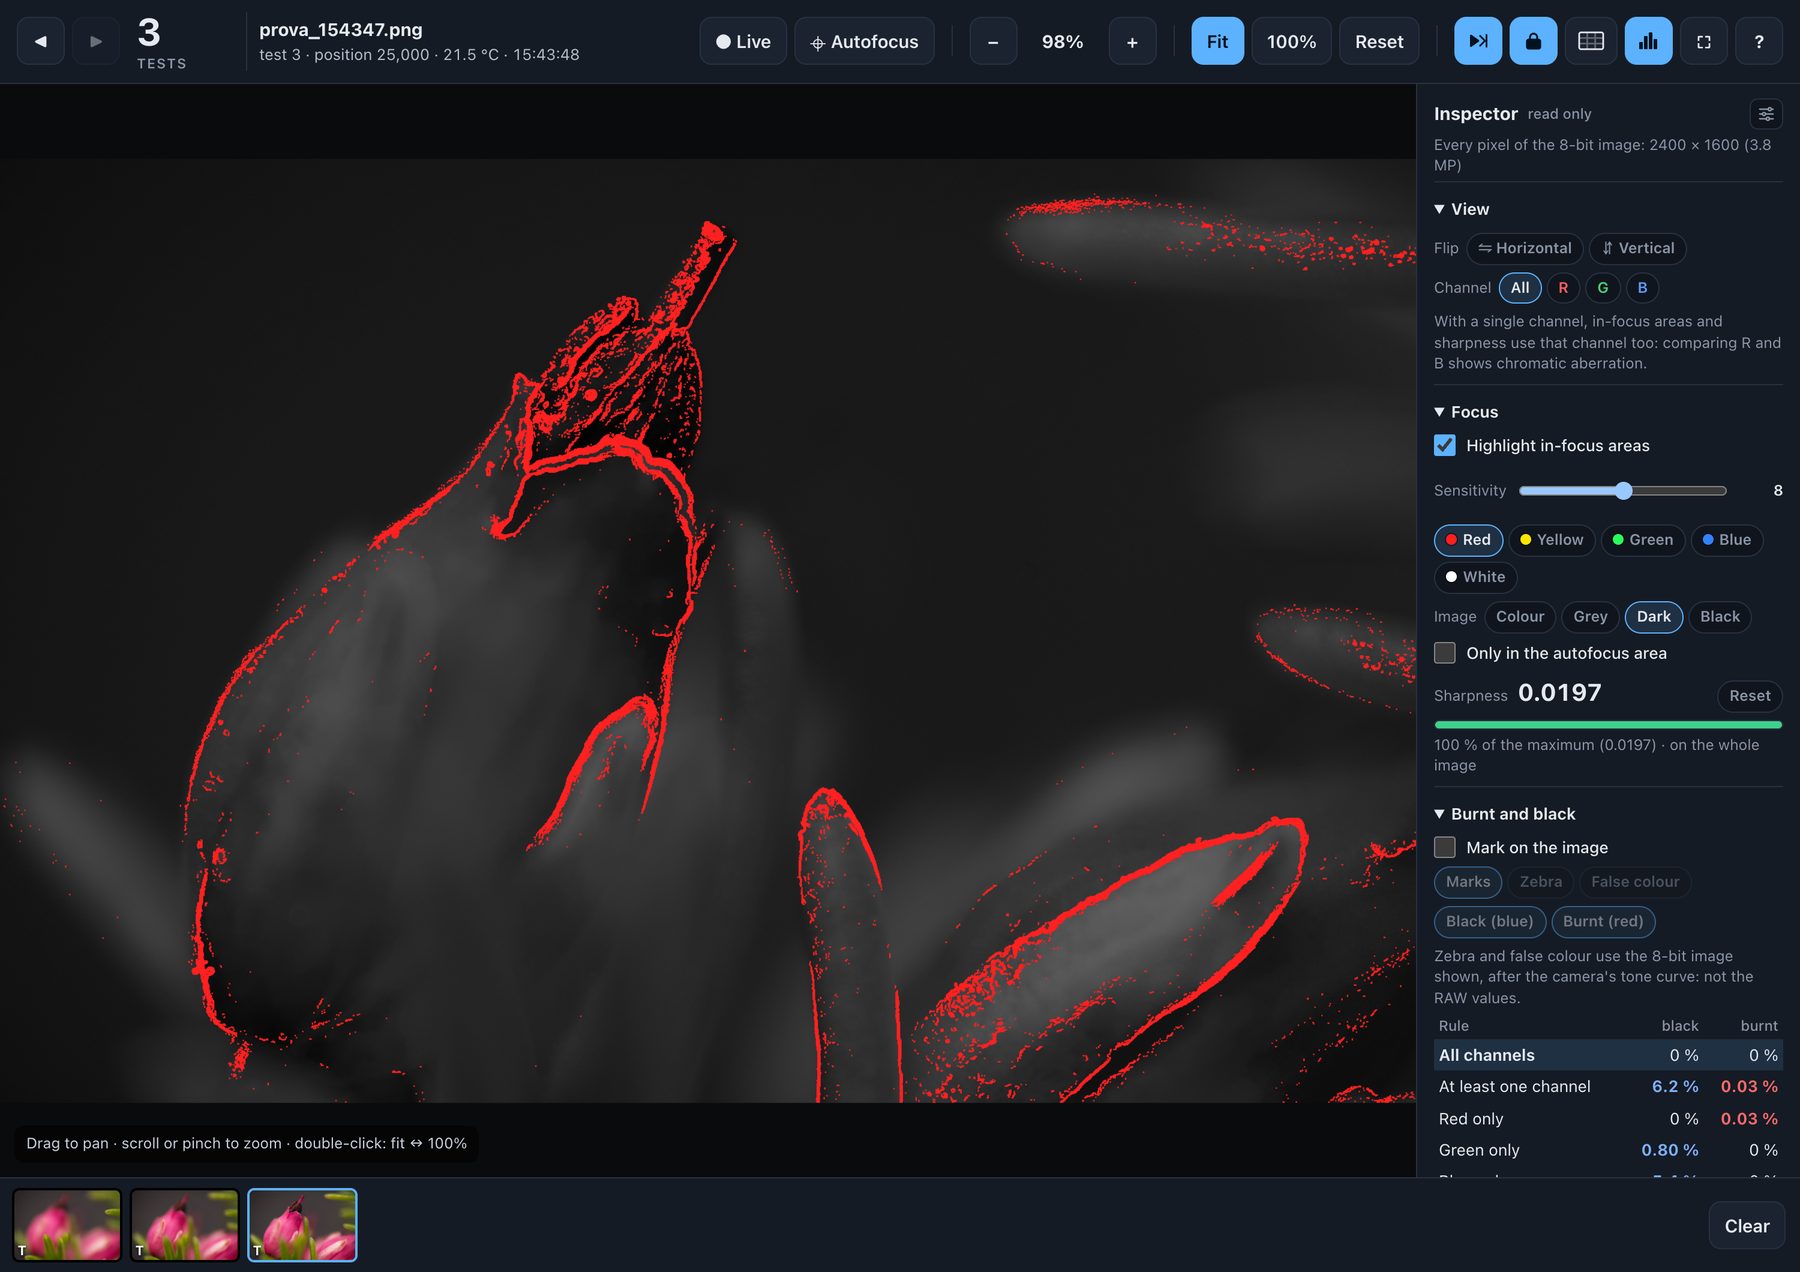 3
TESTS
prova_154347.png
test 3 · position 25,000 · 21.5 °C · 15:43:48
Live
Autofocus
−
98%
+
Fit
100%
Reset
?
Inspector read only
Every pixel of the 8-bit image: 2400 × 1600 (3.8
MP)
View
Flip Horizontal Vertical
Channel All R G B
With a single channel, in-focus areas and
sharpness use that channel too: comparing R and
B shows chromatic aberration.
Focus
Highlight in-focus areas
Sensitivity 8
Red Yellow Green Blue
White
Image Colour Grey Dark Black
Only in the autofocus area
Sharpness 0.0197 Reset
100 % of the maximum (0.0197) · on the whole
image
Burnt and black
Mark on the image
Marks Zebra False colour
Black (blue) Burnt (red)
Zebra and false colour use the 8-bit image
shown, after the camera's tone curve: not the
RAW values.
Rule black burnt
All channels 0 % 0 %
At least one channel 6.2 % 0.03 %
Red only 0 % 0.03 %
Green only 0.80 % 0 %
Drag to pan · scroll or pinch to zoom · double-click: fit ↔ 100%
T
T
T
Clear